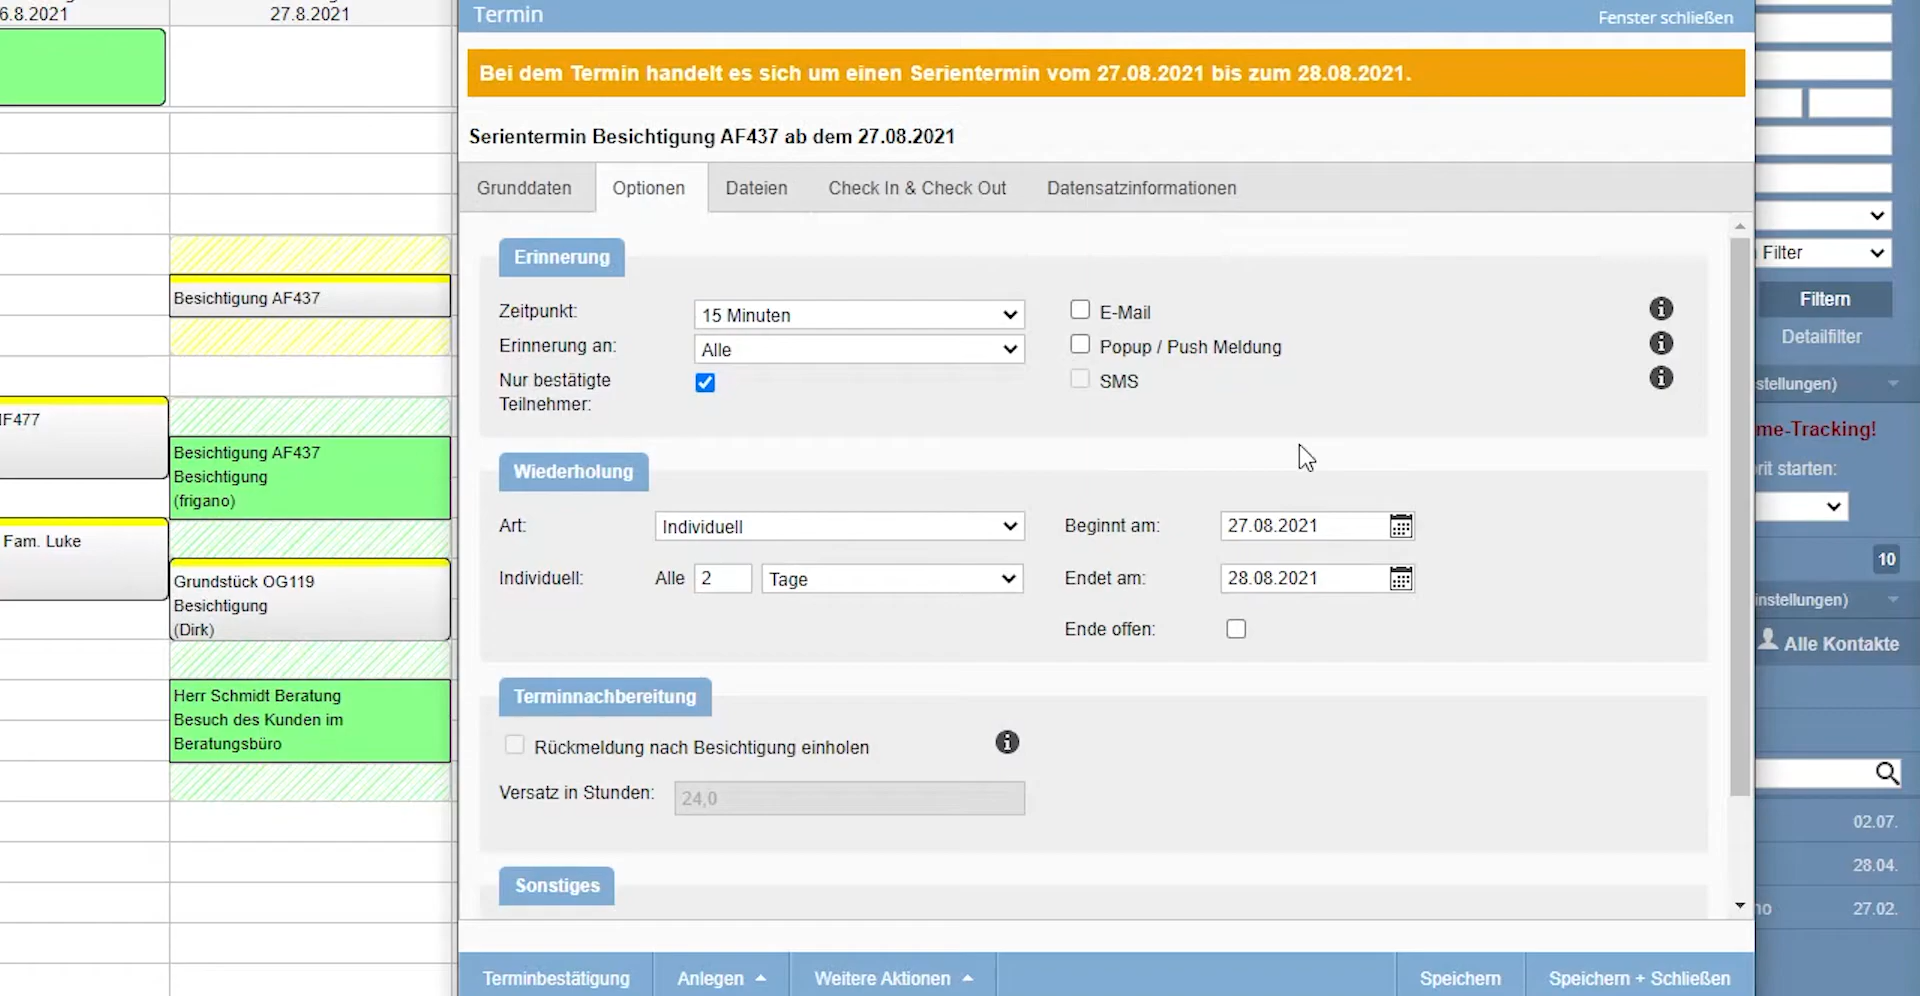 6.8.2021
27.8.2021
Termin
Fenster schließen
Bei dem Termin handelt es sich um einen Serientermin vom 27.08.2021 bis zum 28.08.2021.
Serientermin Besichtigung AF437 ab dem 27.08.2021
Grunddaten
Optionen
Dateien
Check In & Check Out
Datensatzinformationen
Erinnerung
Zeitpunkt:
15 Minuten
E-Mail
Erinnerung an:
Alle
Popup / Push Meldung
Nur bestätigte
Teilnehmer:
SMS
Wiederholung
Art:
Individuell
Beginnt am:
27.08.2021
Individuell:
Alle
2
Tage
Endet am:
28.08.2021
Ende offen:
Terminnachbereitung
Rückmeldung nach Besichtigung einholen
Versatz in Stunden:
24,0
Sonstiges
Terminbestätigung
Anlegen
Weitere Aktionen
Speichern
Speichern + Schließen
Besichtigung AF437
F477
Besichtigung AF437
Besichtigung
(frigano)
Fam. Luke
Grundstück OG119
Besichtigung
(Dirk)
Herr Schmidt Beratung
Besuch des Kunden im
Beratungsbüro
Filter
Filtern
Detailfilter
stellungen)
me-Tracking!
rit starten:
10
instellungen)
Alle Kontakte
02.07.
28.04.
no
27.02.